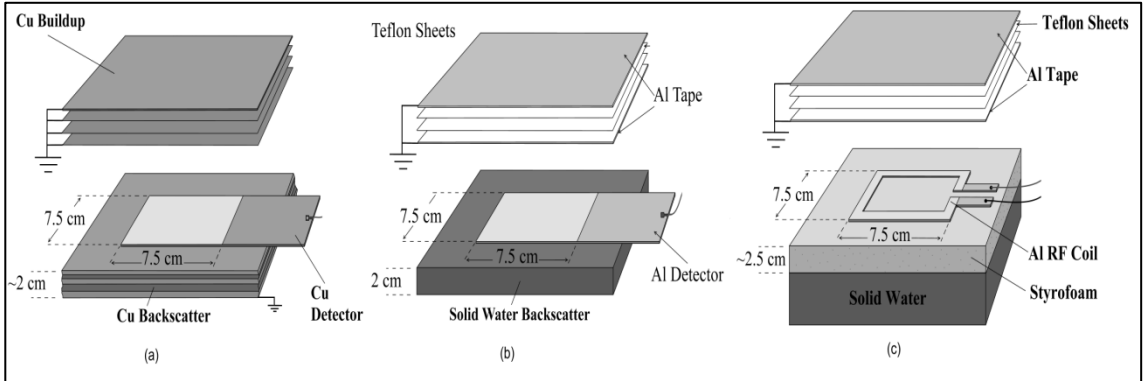 Cu Buildup
7.5 cm
7.5 cm
~2 cm
Cu
Detector
Cu Backscatter
(a)
Teflon Sheets
Al Tape
7.5 cm
7.5 cm
2 cm
Al Detector
Solid Water Backscatter
(b)
Teflon Sheets
Al Tape
7.5 cm
7.5 cm
~2.5 cm
Al RF Coil
Styrofoam
Solid Water
(c)